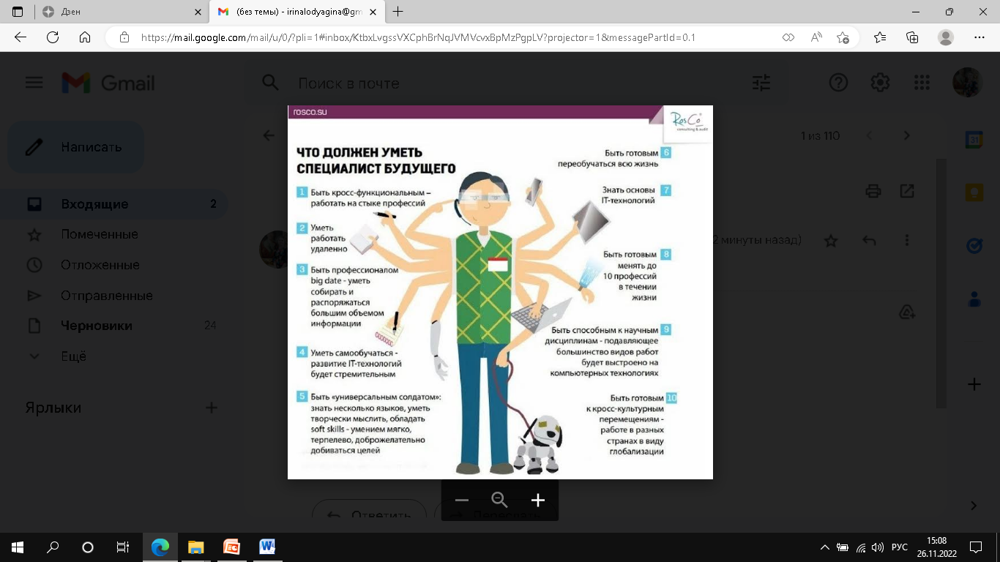 Дзен
(без темы) - irinalodyagina@gm
https://mail.google.com/mail/u/0/?pli=1#inbox/KtbxLvgssVXCphBrNqJVMVcvxBpMzPgpLV?projector=1&messagePartId=0.1
Gmail
Поиск в почте
Написать
1 из 110
Входящие 2
Помеченные
Отложенные
Отправленные
Черновики 24
Ещё
Ярлыки
2 минуты назад)
31
rosco.su
RosCo
consulting & audit
ЧТО ДОЛЖЕН УМЕТЬ
СПЕЦИАЛИСТ БУДУЩЕГО
1 Быть кросс-функциональным –
работать на стыке профессий
2 Уметь
работать
удаленно
3 Быть профессионалом
big date - уметь
собирать и
распоряжаться
большим объемом
информации
4 Уметь самообучаться -
развитие IT-технологий
будет стремительным
5 Быть «универсальным солдатом»:
знать несколько языков, уметь
творчески мыслить, обладать
soft skills - умением мягко,
терпелево, доброжелательно
добиваться целей
Быть готовым 6
переобучаться всю жизнь
Знать основы 7
IT-технологий
Быть готовым 8
менять до
10 профессий
в течении
жизни
Быть способным к научным 9
дисциплинам - подавляющее
большинство видов работ
будет выстроено на
компьютерных технологиях
Быть готовым 10
к кросс-культурным
перемещениям -
работе в разных
странах в виду
глобализации
Ответить
Переслать
РУС
15:08
26.11.2022